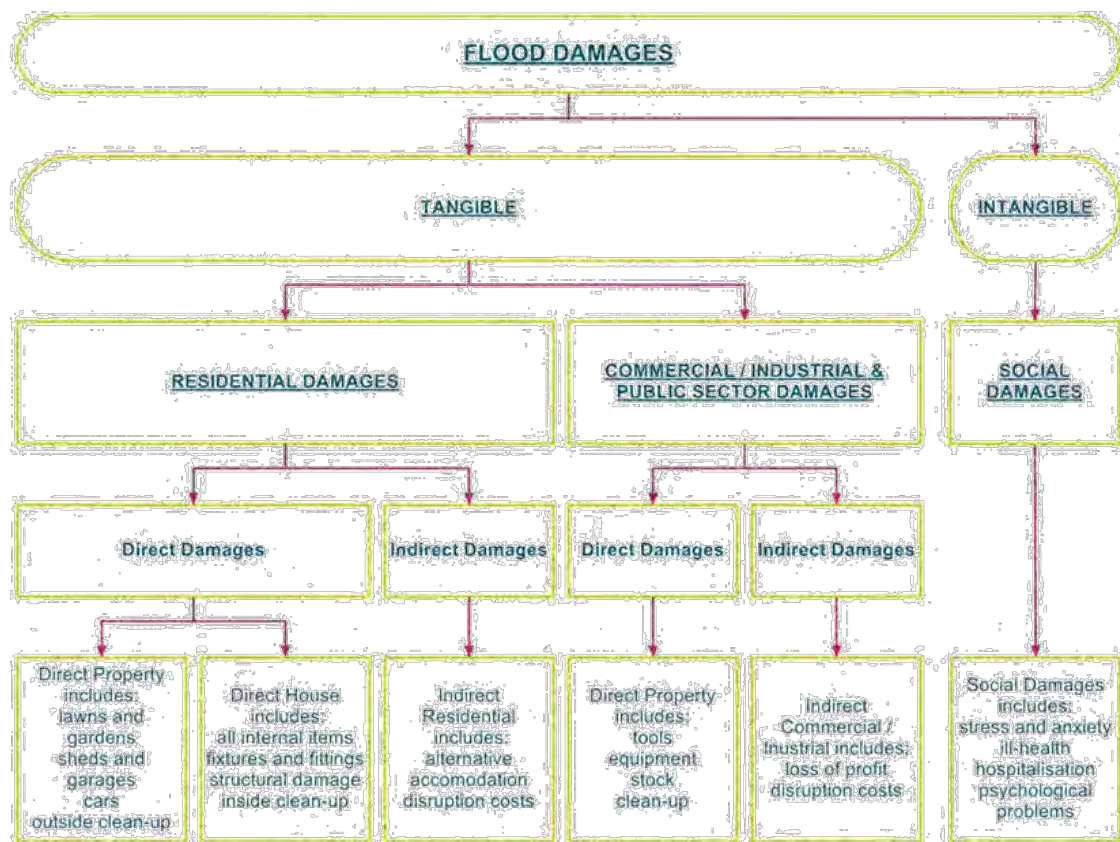 FLOOD DAMAGES
TANGIBLE
INTANGIBLE
RESIDENTIAL DAMAGES
COMMERCIAL / INDUSTRIAL &
PUBLIC SECTOR DAMAGES
SOCIAL
DAMAGES
Direct Damages
Indirect Damages
Direct Damages
Indirect Damages
Direct Property
includes:
lawns and
gardens
sheds and
garages
cars
outside clean-up
Direct House
includes:
all internal items
fixtures and fittings
structural damage
inside clean-up
Indirect
Residential
includes:
alternative
accomodation
disruption costs
Direct Property
includes:
tools
equipment
stock
clean-up
Indirect
Commercial /
Inustrial includes:
loss of profit
disruption costs
Social Damages
includes:
stress and anxiety
ill-health
hospitalisation
psychological
problems